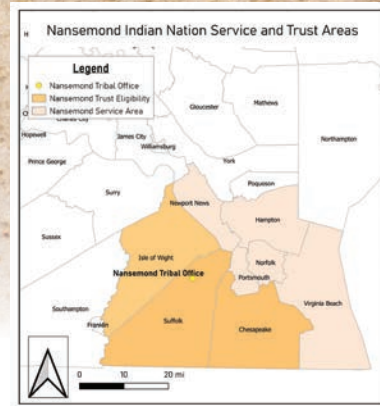 Nansemond Indian Nation Service and Trust Areas
Legend
Nansemond Tribal Office
Nansemond Trust Eligibility
Nansemond Service Area
Gloucester
Mathews
Northampton
Charles City
Hopewell
James City
Williamsburg
Prince George
York
Surry
Poquoson
Newport News
Sussex
Hampton
Isle of Wight
Norfolk
Nansemond Tribal Office
Portsmouth
Virginia Beach
Southampton
Franklin
Suffolk
Chesapeake
0 10 20 mi